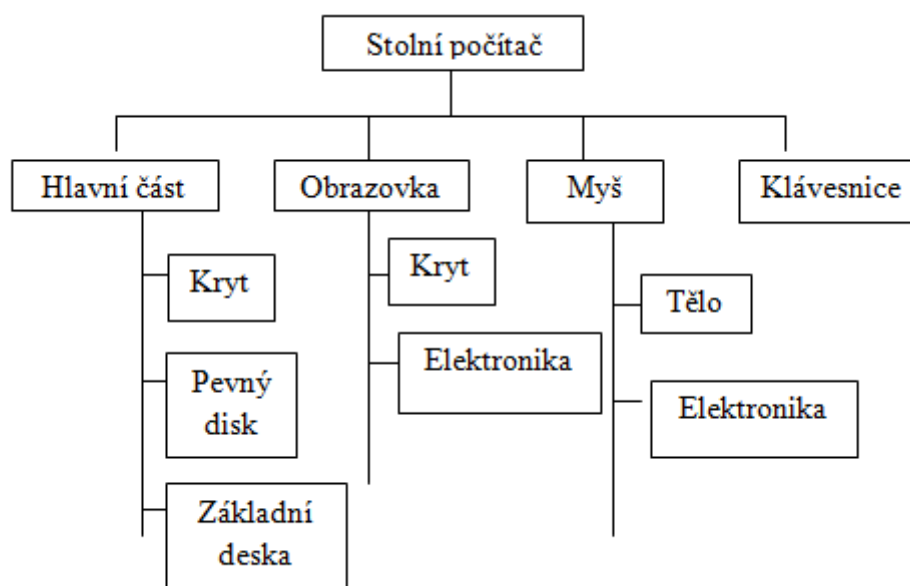 Stolní počítač
Hlavní část
Obrazovka
Myš
Klávesnice
Kryt
Pevný
disk
Základní
deska
Kryt
Elektronika
Tělo
Elektronika